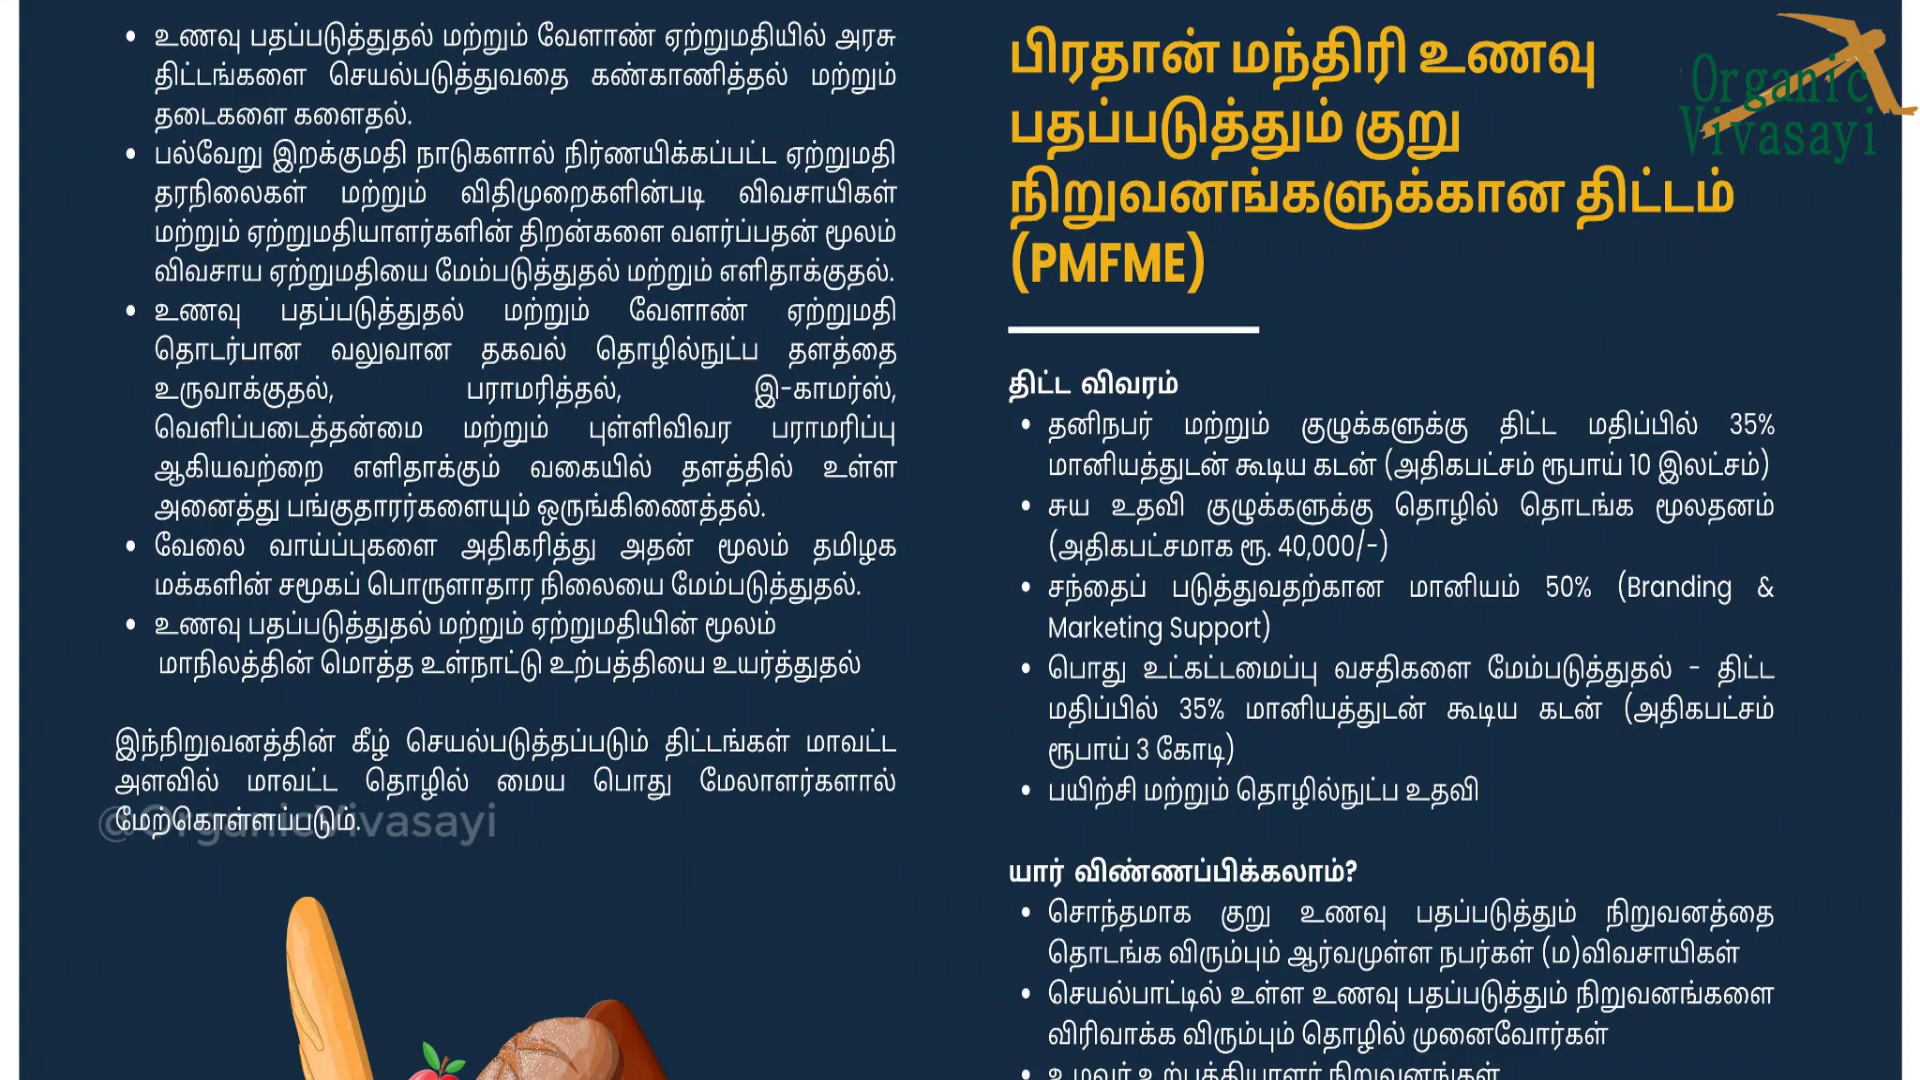 • உணவு பதப்படுத்துதல் மற்றும் வேளாண் ஏற்றுமதியில் அரசு
திட்டங்களை செயல்படுத்துவதை கண்காணித்தல் மற்றும்
தடைகளை களைதல்.
• பல்வேறு இறக்குமதி நாடுகளால் நிர்ணயிக்கப்பட்ட ஏற்றுமதி
தரநிலைகள் மற்றும் விதிமுறைகளின்படி விவசாயிகள்
மற்றும் ஏற்றுமதியாளர்களின் திறன்களை வளர்ப்பதன் மூலம்
விவசாய ஏற்றுமதியை மேம்படுத்துதல் மற்றும் எளிதாக்குதல்.
• உணவு பதப்படுத்துதல் மற்றும் வேளாண் ஏற்றுமதி
தொடர்பான வலுவான தகவல் தொழில்நுட்ப தளத்தை
உருவாக்குதல், பராமரித்தல், இ-காமர்ஸ்,
வெளிப்படைத்தன்மை மற்றும் புள்ளிவிவர பராமரிப்பு
ஆகியவற்றை எளிதாக்கும் வகையில் தளத்தில் உள்ள
அனைத்து பங்குதாரர்களையும் ஒருங்கிணைத்தல்.
• வேலை வாய்ப்புகளை அதிகரித்து அதன் மூலம் தமிழக
மக்களின் சமூகப் பொருளாதார நிலையை மேம்படுத்துதல்.
• உணவு பதப்படுத்துதல் மற்றும் ஏற்றுமதியின் மூலம்
மாநிலத்தின் மொத்த உள்நாட்டு உற்பத்தியை உயர்த்துதல்
இந்நிறுவனத்தின் கீழ் செயல்படுத்தப்படும் திட்டங்கள் மாவட்ட
அளவில் மாவட்ட தொழில் மைய பொது மேலாளர்களால்
மேற்கொள்ளப்படும்.
@OrganicVivasayi
பிரதான் மந்திரி உணவு
பதப்படுத்தும் குறு
நிறுவனங்களுக்கான திட்டம்
(PMFME)
திட்ட விவரம்
• தனிநபர் மற்றும் குழுக்களுக்கு திட்ட மதிப்பில் 35%
மானியத்துடன் கூடிய கடன் (அதிகபட்சம் ரூபாய் 10 இலட்சம்)
• சுய உதவி குழுக்களுக்கு தொழில் தொடங்க மூலதனம்
(அதிகபட்சமாக ரூ. 40,000/-)
• சந்தைப் படுத்துவதற்கான மானியம் 50% (Branding &
Marketing Support)
• பொது உட்கட்டமைப்பு வசதிகளை மேம்படுத்துதல் - திட்ட
மதிப்பில் 35% மானியத்துடன் கூடிய கடன் (அதிகபட்சம்
ரூபாய் 3 கோடி)
• பயிற்சி மற்றும் தொழில்நுட்ப உதவி
யார் விண்ணப்பிக்கலாம்?
• சொந்தமாக குறு உணவு பதப்படுத்தும் நிறுவனத்தை
தொடங்க விரும்பும் ஆர்வமுள்ள நபர்கள் (ம)விவசாயிகள்
• செயல்பாட்டில் உள்ள உணவு பதப்படுத்தும் நிறுவனங்களை
விரிவாக்க விரும்பும் தொழில் முனைவோர்கள்
• உழவர் உற்பத்தியாளர் நிறுவனங்கள்
Organic
Vivasayi